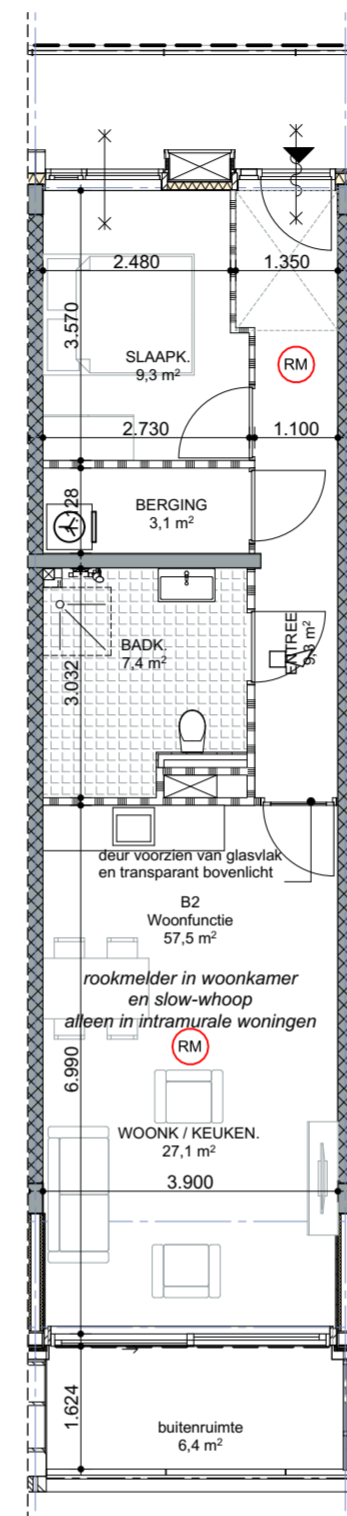 2.480
1.350
3.570
SLAAPK.
9,3 m²
RM
2.730
1.100
BERGING
3,1 m²
ENTREE
9,3 m²
BADK.
7,4 m²
3.032
deur voorzien van glasvlak
en transparant bovenlicht
B2
Woonfunctie
57,5 m²
rookmelder in woonkamer
en slow-whoop
alleen in intramurale woningen
RM
6.990
WOONK / KEUKEN.
27,1 m²
3.900
1.624
buitenruimte
6,4 m²